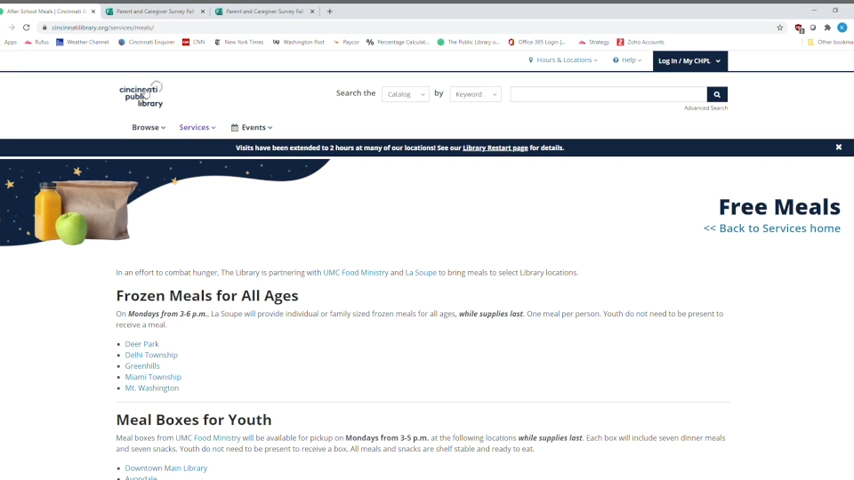 After School Meals | Cincinnati
Parent and Caregiver Survey Fall
Parent and Caregiver Survey Fall
cincinnatilibrary.org/services/meals/
Apps Rufus Weather Channel Cincinnati Enquirer CNN New York Times Washington Post Paycor Percentage Calculat... The Public Library o... Office 365 Login |... Strategy Zoho Accounts Other bookma
Hours & Locations Help Log In / My CHPL
cincinnati
public
library
Search the Catalog by Keyword
Advanced Search
Browse Services Events
Visits have been extended to 2 hours at many of our locations! See our Library Restart page for details.
Free Meals
<< Back to Services home
In an effort to combat hunger, The Library is partnering with UMC Food Ministry and La Soupe to bring meals to select Library locations.
Frozen Meals for All Ages
On Mondays from 3-6 p.m., La Soupe will provide individual or family sized frozen meals for all ages, while supplies last. One meal per person. Youth do not need to be present to
receive a meal.
Deer Park
Delhi Township
Greenhills
Miami Township
Mt. Washington
Meal Boxes for Youth
Meal boxes from UMC Food Ministry will be available for pickup on Mondays from 3-5 p.m. at the following locations while supplies last. Each box will include seven dinner meals
and seven snacks. Youth do not need to be present to receive a box. All meals and snacks are shelf stable and ready to eat.
Downtown Main Library
Avondale